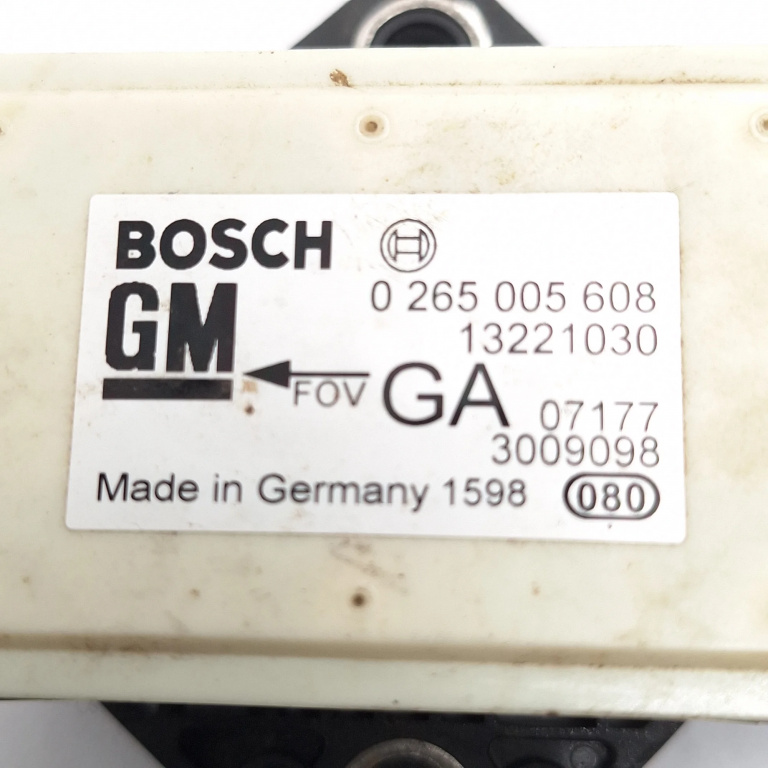 BOSCH
0 265 005 608
GM
13221030
FOV GA 07177
3009098
Made in Germany 1598 080